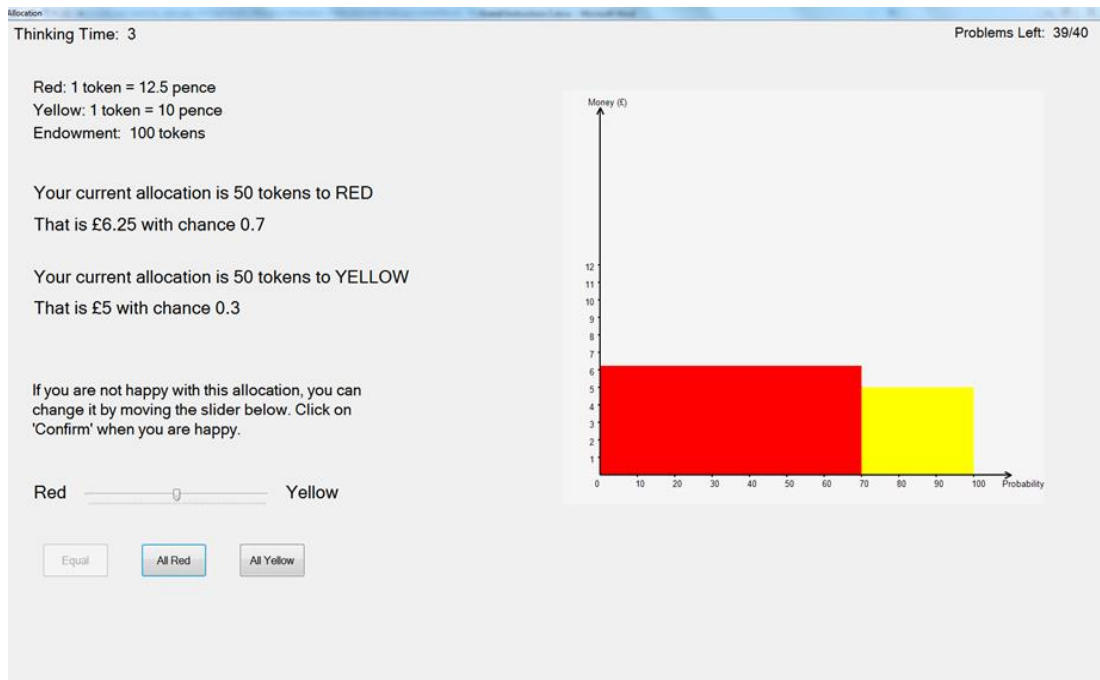 Allocation
Thinking Time: 3
Problems Left: 39/40
Red: 1 token = 12.5 pence
Yellow: 1 token = 10 pence
Endowment: 100 tokens
Your current allocation is 50 tokens to RED
That is £6.25 with chance 0.7
Your current allocation is 50 tokens to YELLOW
That is £5 with chance 0.3
If you are not happy with this allocation, you can
change it by moving the slider below. Click on
'Confirm' when you are happy.
Red Yellow
Equal All Red All Yellow
Money (£)
12
11
10
9
8
7
6
5
4
3
2
1
0 10 20 30 40 50 60 70 80 90 100 Probability